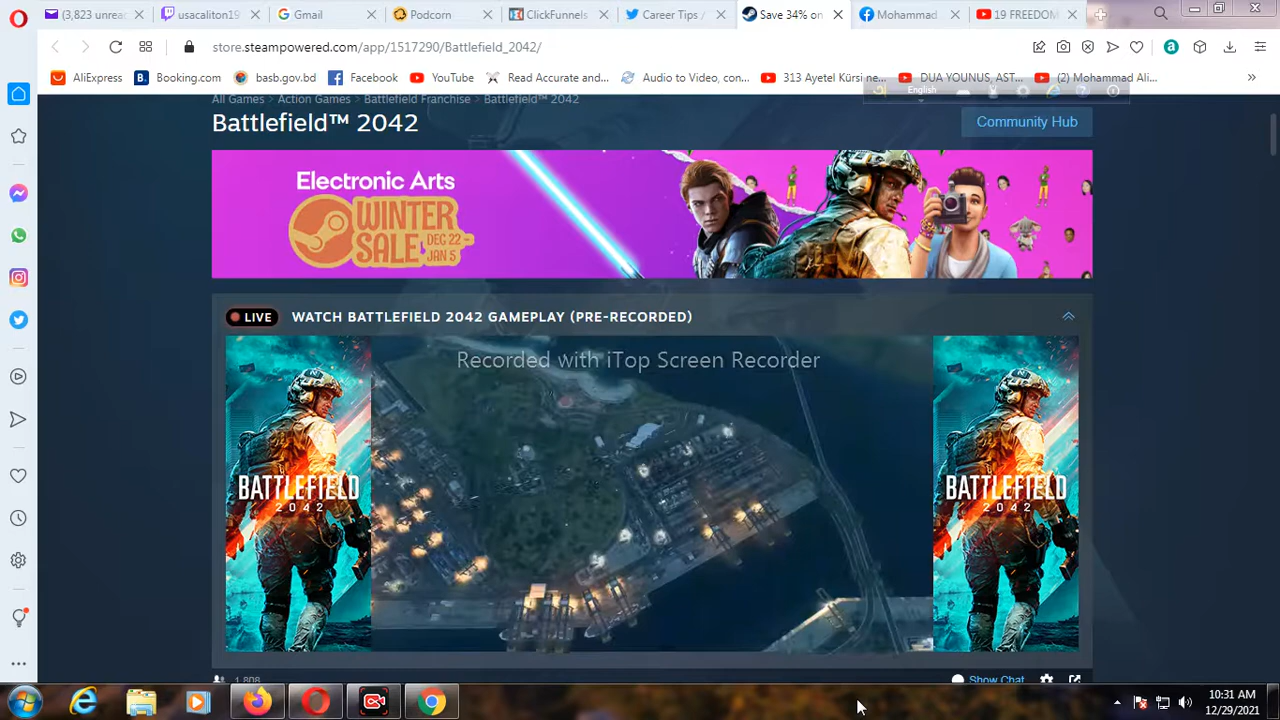 (3,823 unrea
usacaliton19
Gmail
Podcorn
ClickFunnels
Career Tips /
Save 34% on
Mohammad
19 FREEDOM
store.steampowered.com/app/1517290/Battlefield_2042/
AliExpress
Booking.com
basb.gov.bd
Facebook
YouTube
Read Accurate and...
Audio to Video, con...
313 Ayetel Kürsi ne...
DUA YOUNUS, AST...
(2) Mohammad Ali...
English
All Games > Action Games > Battlefield Franchise > Battlefield™ 2042
Battlefield™ 2042
Community Hub
Electronic Arts
WINTER
SALE
DEC 22 -
JAN 5
LIVE
WATCH BATTLEFIELD 2042 GAMEPLAY (PRE-RECORDED)
Recorded with iTop Screen Recorder
BATTLEFIELD
2042
BATTLEFIELD
2042
1,808
Show Chat
10:31 AM
12/29/2021